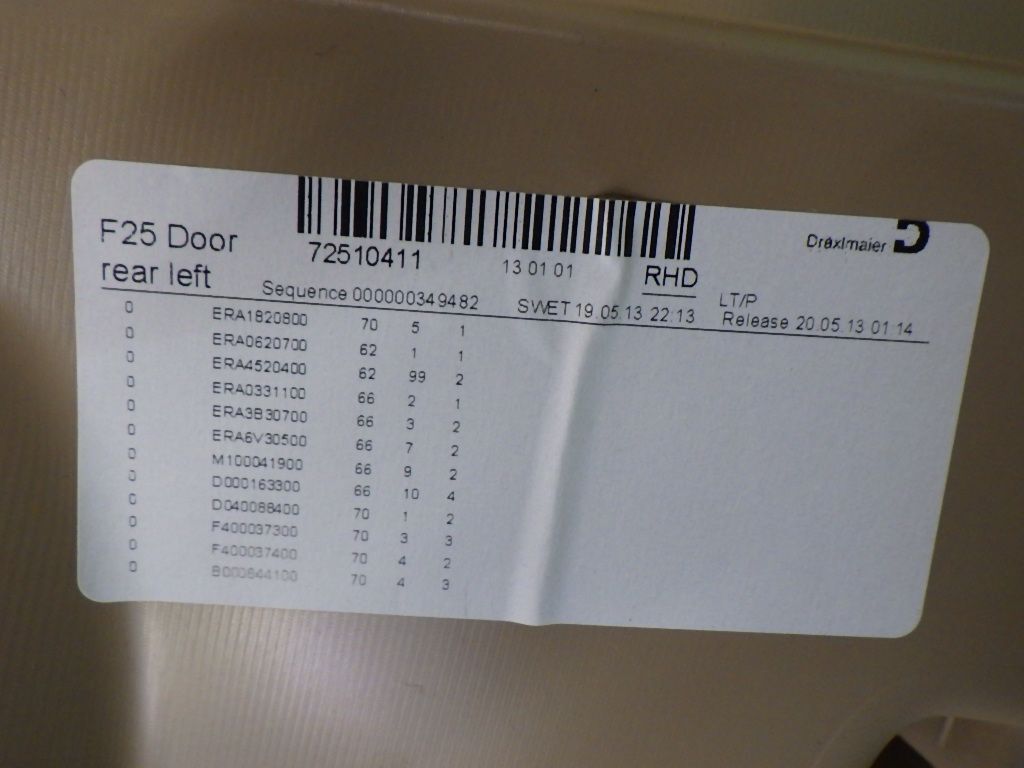 F25 Door
rear left
72510411
13 01 01
RHD
Dräxlmaier
Sequence 000000349482
SWET 19.05.13 22:13
LT/P
Release 20.05.13 01:14
0 ERA1820800 70 5 1
0 ERA0620700 62 1 1
0 ERA4520400 62 99 2
0 ERA0331100 66 2 1
0 ERA3B30700 66 3 2
0 ERA6V30500 66 7 2
0 M100041900 66 9 2
0 D000163300 66 10 4
0 D040088400 70 1 2
0 F400037300 70 3 3
0 F400037400 70 4 2
0 B000844100 70 4 3